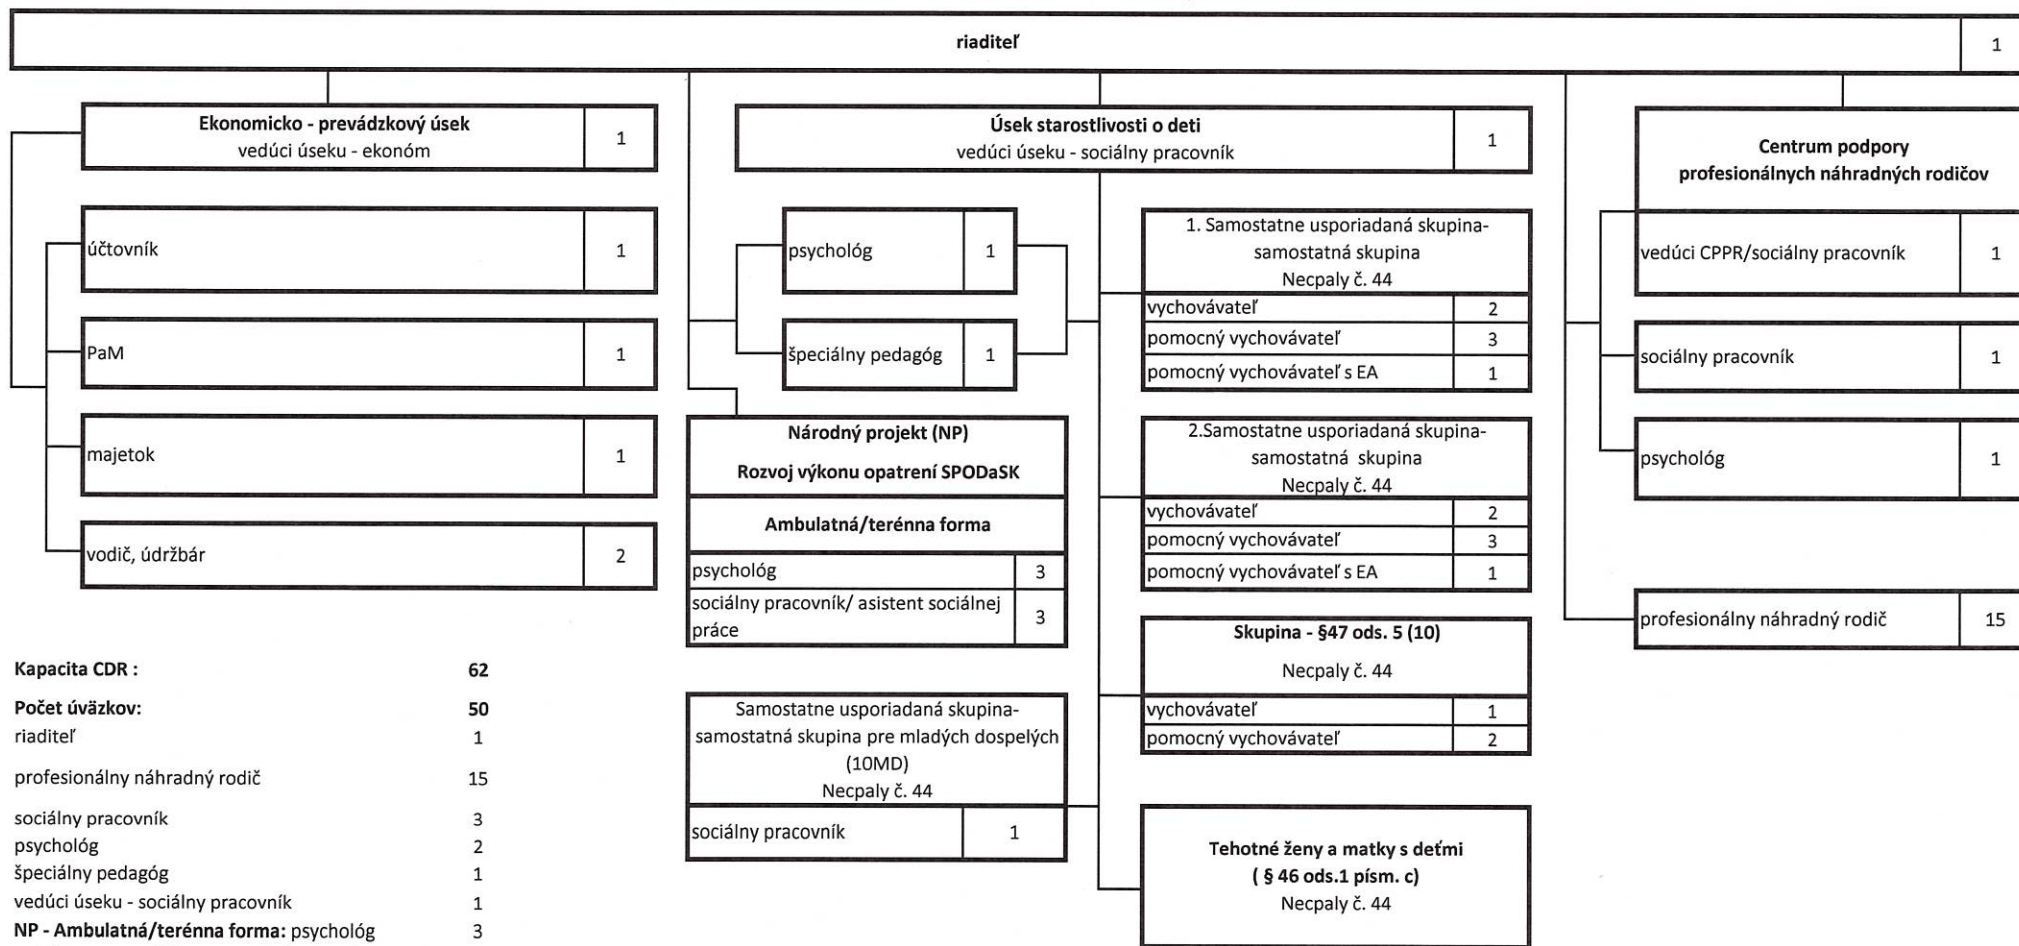 riaditeľ 1
Ekonomicko - prevádzkový úsek
vedúci úseku - ekonóm 1
účtovník 1
PaM 1
majetok 1
vodič, údržbár 2
Úsek starostlivosti o deti
vedúci úseku - sociálny pracovník 1
psychológ 1
špeciálny pedagóg 1
Národný projekt (NP)
Rozvoj výkonu opatrení SPODaSK
Ambulatná/terénna forma
psychológ 3
sociálny pracovník/ asistent sociálnej
práce 3
Samostatne usporiadaná skupina-
samostatná skupina pre mladých dospelých
(10MD)
Necpaly č. 44
sociálny pracovník 1
1. Samostatne usporiadaná skupina-
samostatná skupina
Necpaly č. 44
vychovávateľ 2
pomocný vychovávateľ 3
pomocný vychovávateľ s EA 1
2.Samostatne usporiadaná skupina-
samostatná skupina
Necpaly č. 44
vychovávateľ 2
pomocný vychovávateľ 3
pomocný vychovávateľ s EA 1
Skupina - §47 ods. 5 (10)
Necpaly č. 44
vychovávateľ 1
pomocný vychovávateľ 2
Tehotné ženy a matky s deťmi
( § 46 ods.1 písm. c)
Necpaly č. 44
Centrum podpory
profesionálnych náhradných rodičov
vedúci CPPR/sociálny pracovník 1
sociálny pracovník 1
psychológ 1
profesionálny náhradný rodič 15
Kapacita CDR : 62
Počet úväzkov: 50
riaditeľ 1
profesionálny náhradný rodič 15
sociálny pracovník 3
psychológ 2
špeciálny pedagóg 1
vedúci úseku - sociálny pracovník 1
NP - Ambulatná/terénna forma: psychológ 3